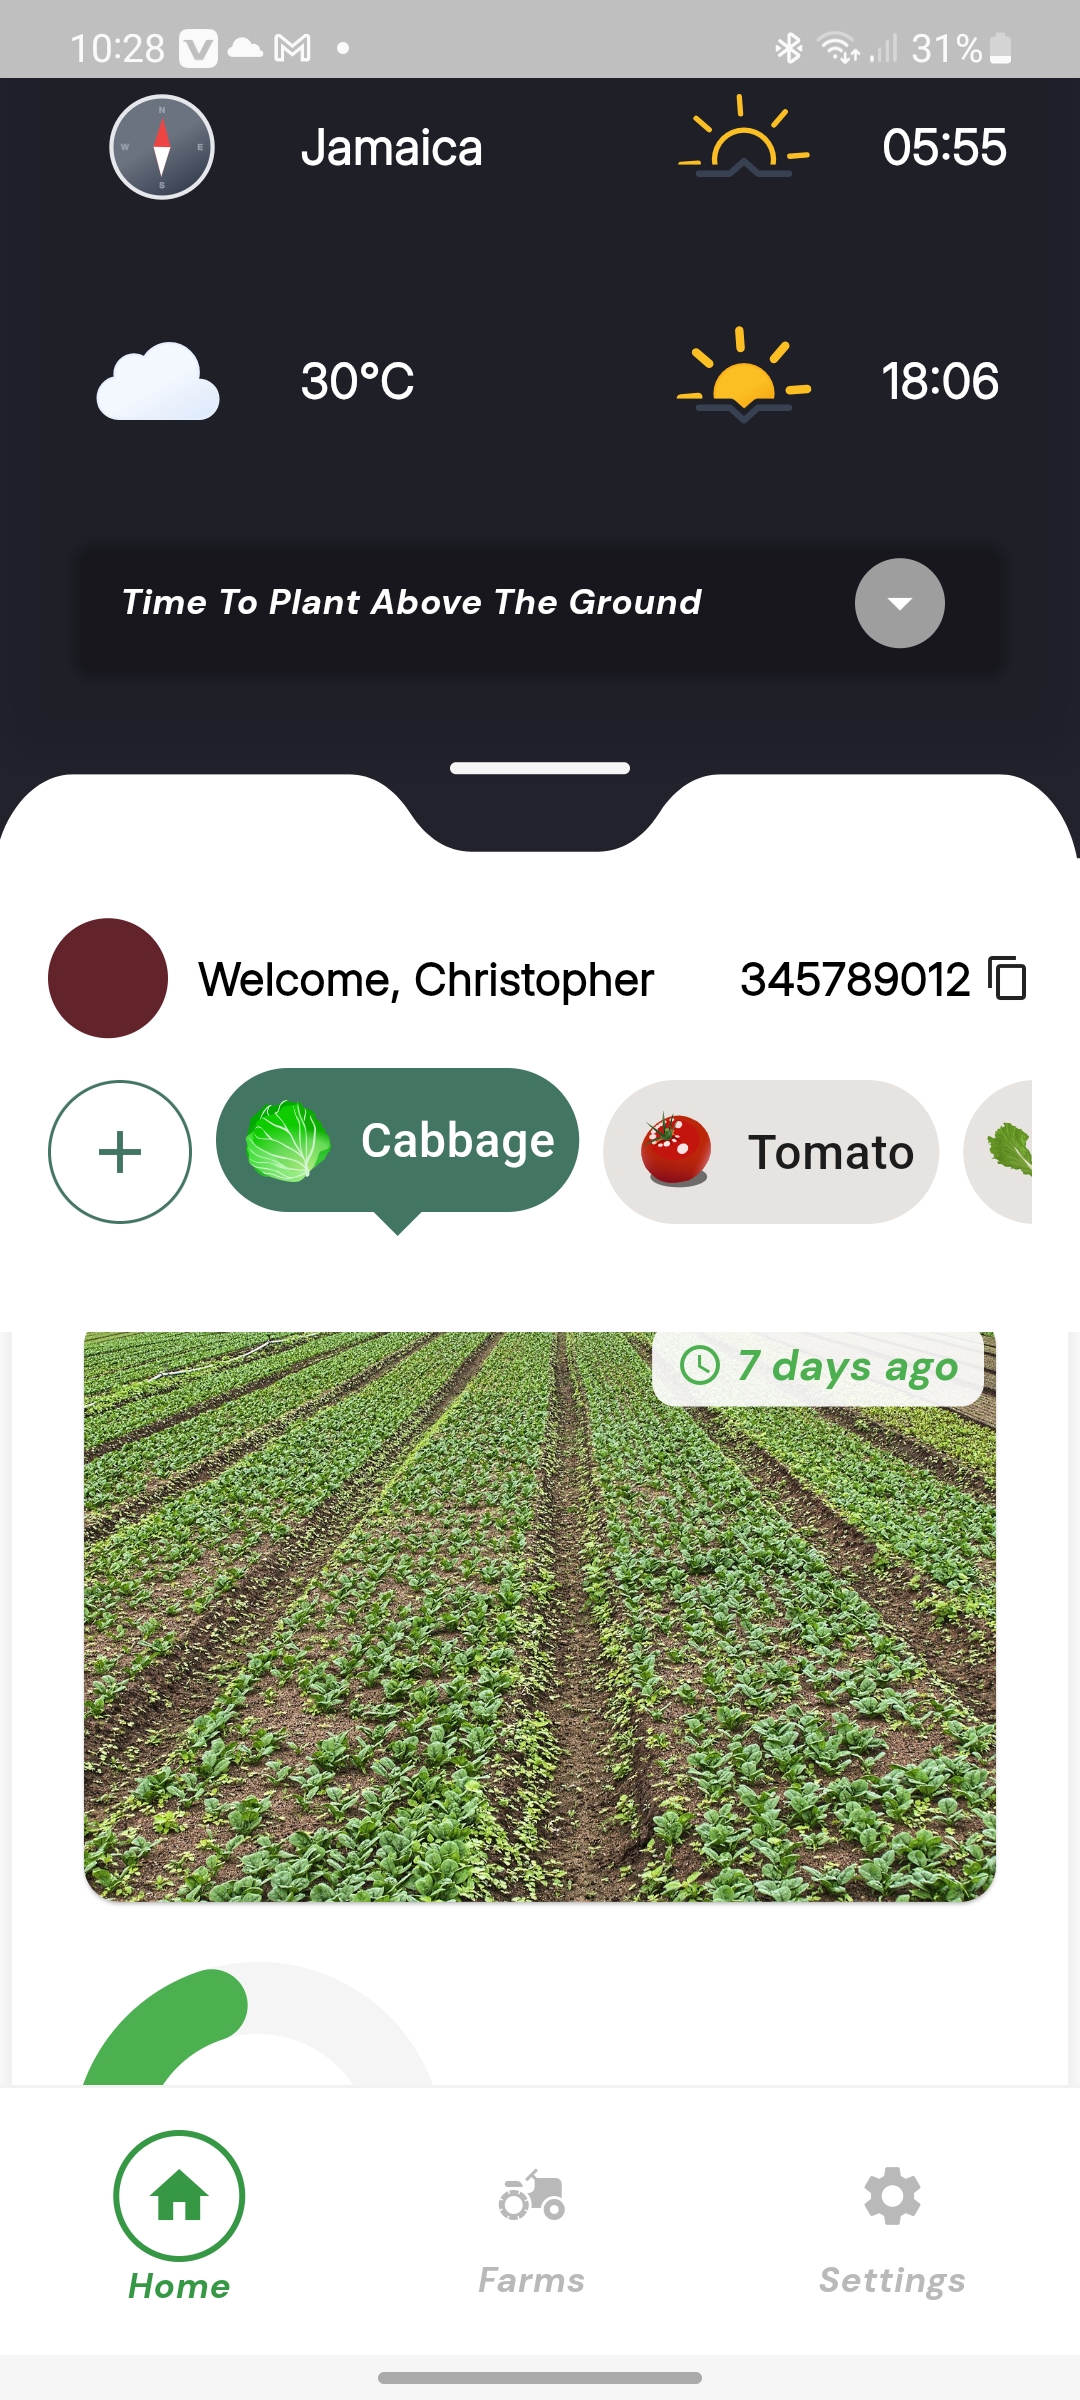 10:28
31%
N
W E
S
Jamaica
05:55
30°C
18:06
Time To Plant Above The Ground
Welcome, Christopher
345789012
Cabbage
Tomato
7 days ago
Home
Farms
Settings